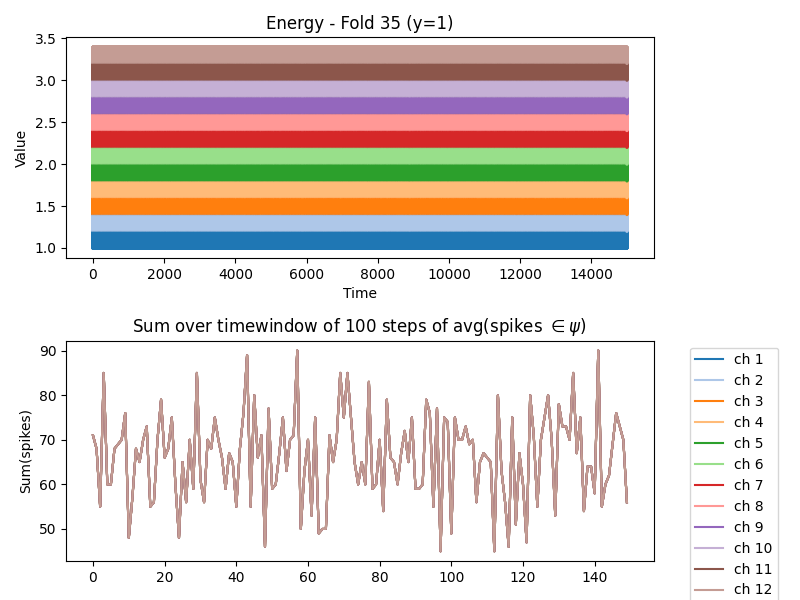 Energy - Fold 35 (y=1)
3.5
3.0
2.5
2.0
1.5
1.0
Value
0 2000 4000 6000 8000 10000 12000 14000
Time
Sum over timewindow of 100 steps of avg(spikes ∈ ψ)
90
80
70
60
50
Sum(spikes)
0 20 40 60 80 100 120 140
ch 1
ch 2
ch 3
ch 4
ch 5
ch 6
ch 7
ch 8
ch 9
ch 10
ch 11
ch 12